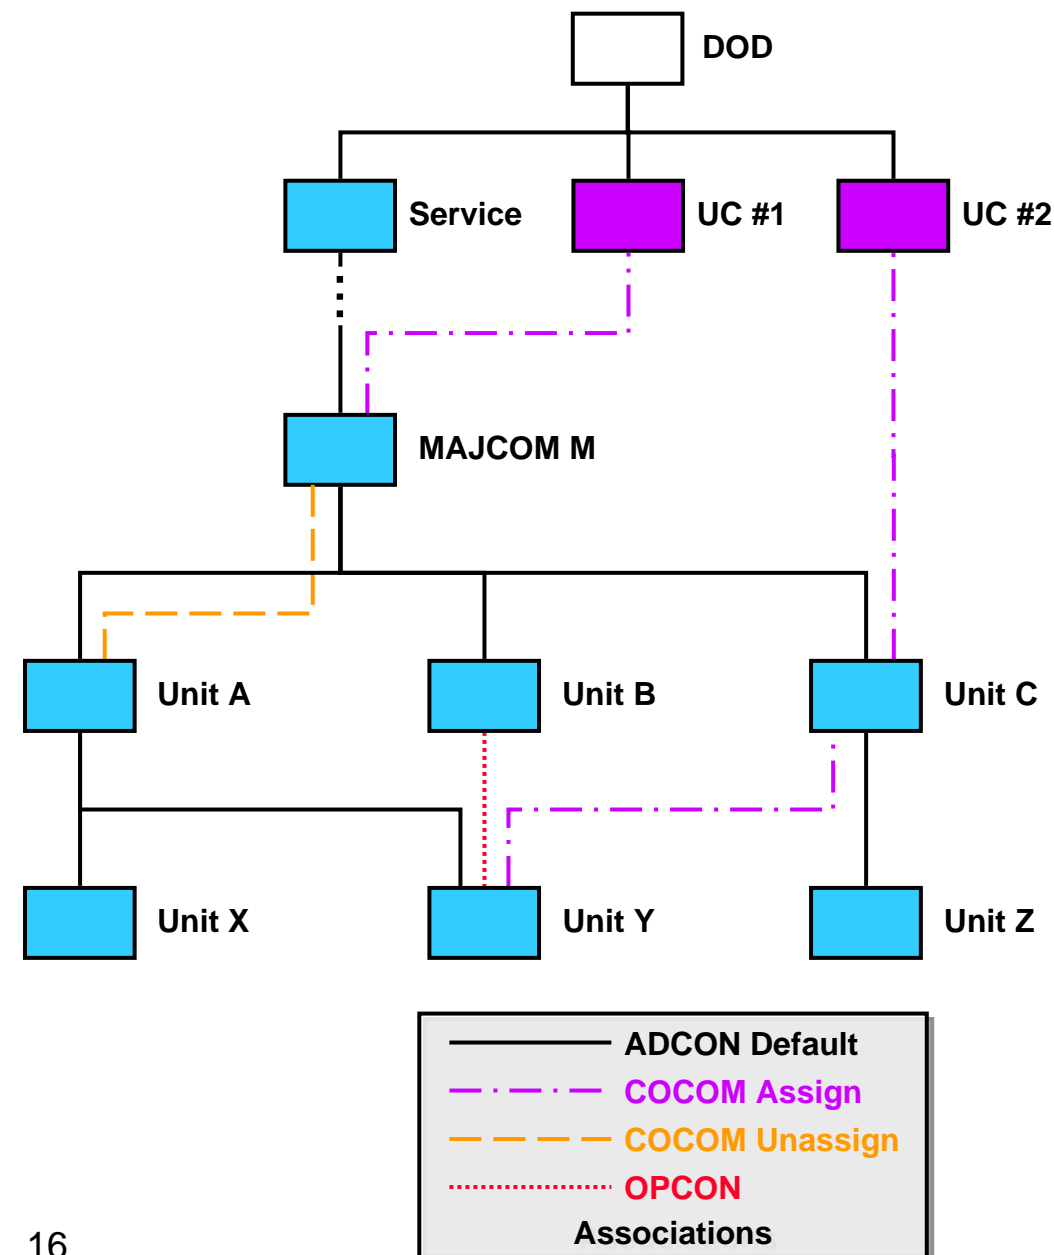 DOD
Service
UC #1
UC #2
MAJCOM M
Unit A
Unit B
Unit C
Unit X
Unit Y
Unit Z
ADCON Default
COCOM Assign
COCOM Unassign
OPCON
Associations
16